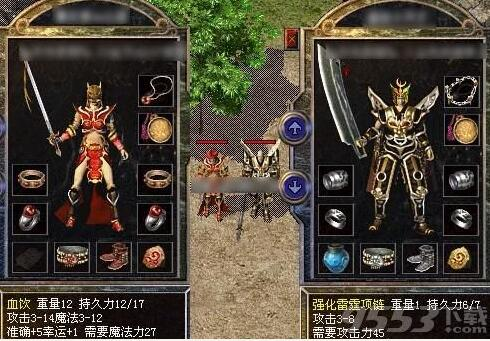 血饮 重量12 持久力12/17
攻击3-14魔法3-12
准确+5幸运+1 需要魔法力27
强化雷霆项链 重量1 持久力6/7
攻击3-8
需要攻击力45